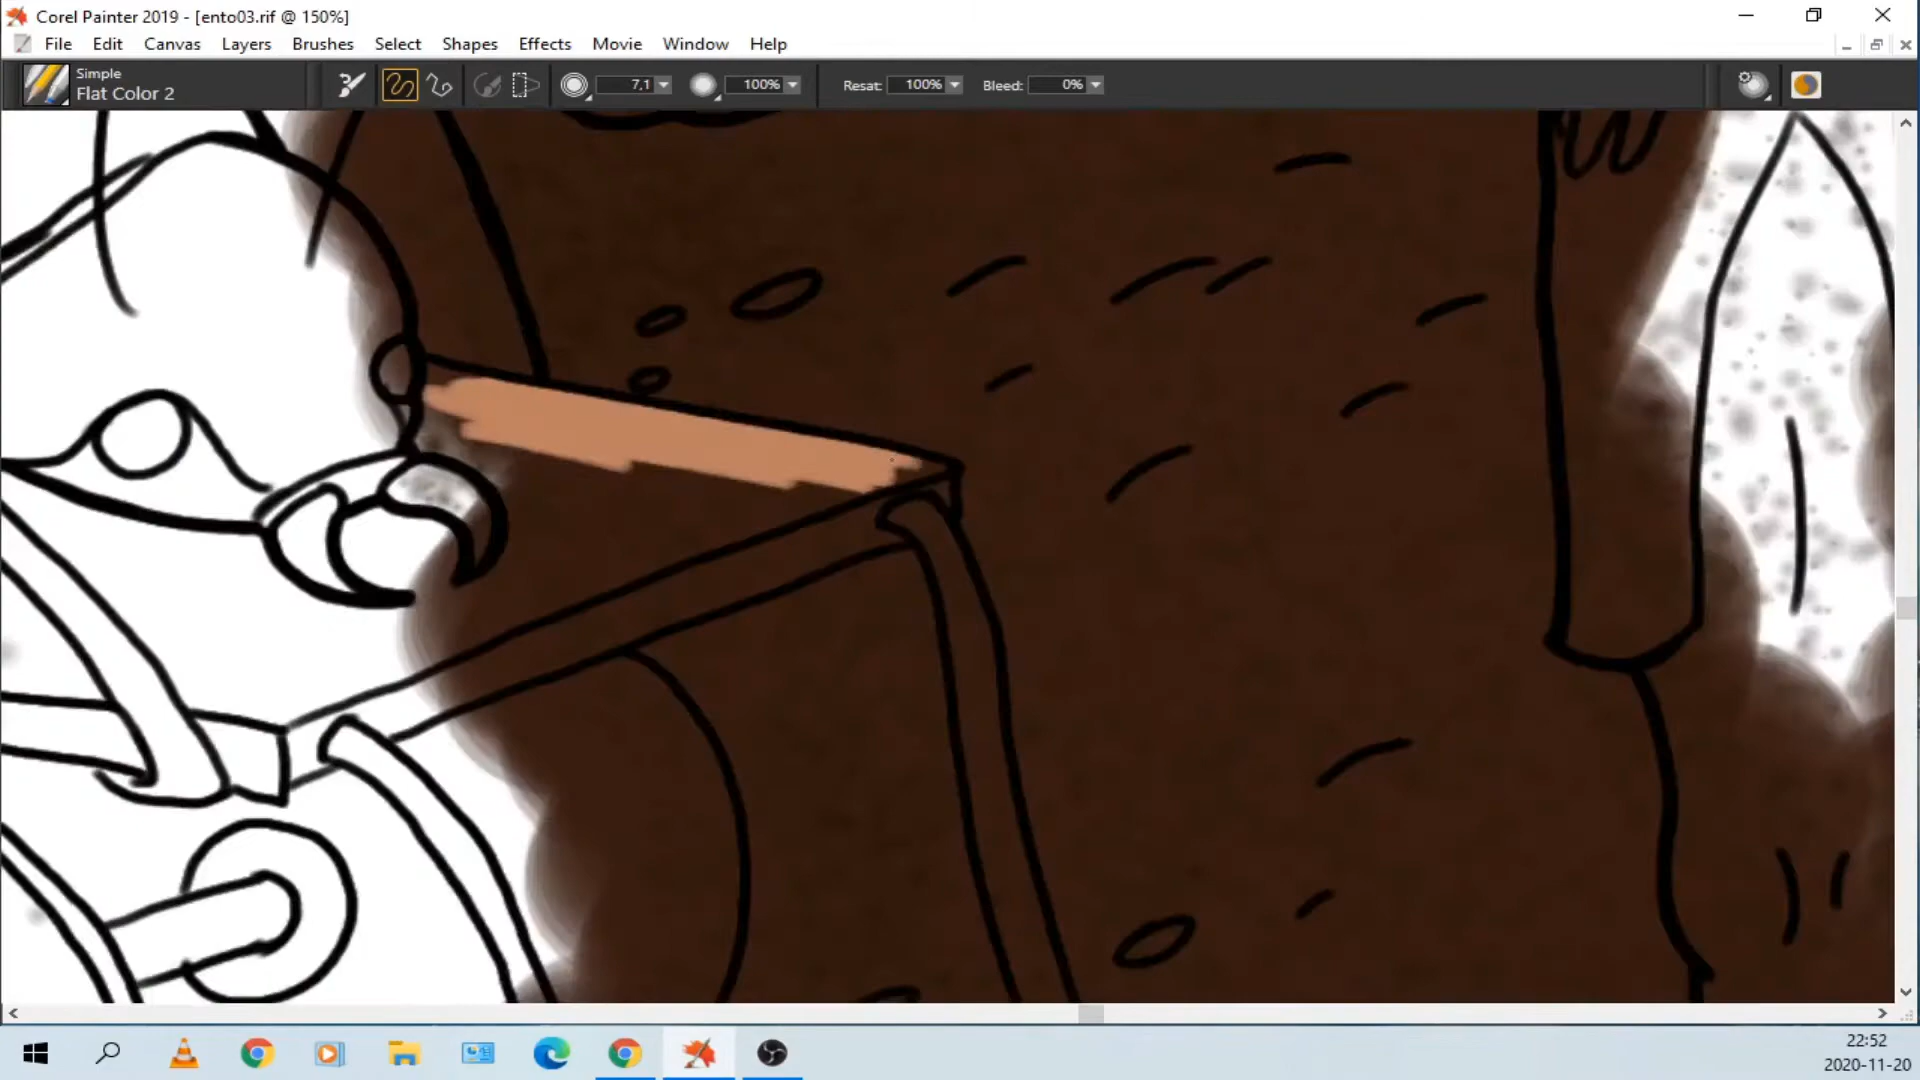 Corel Painter 2019 - [ento03.rif @ 150%]
File Edit Canvas Layers Brushes Select Shapes Effects Movie Window Help
Simple
Flat Color 2
7,1 100% Resat: 100% Bleed: 0%
22:52
2020-11-20